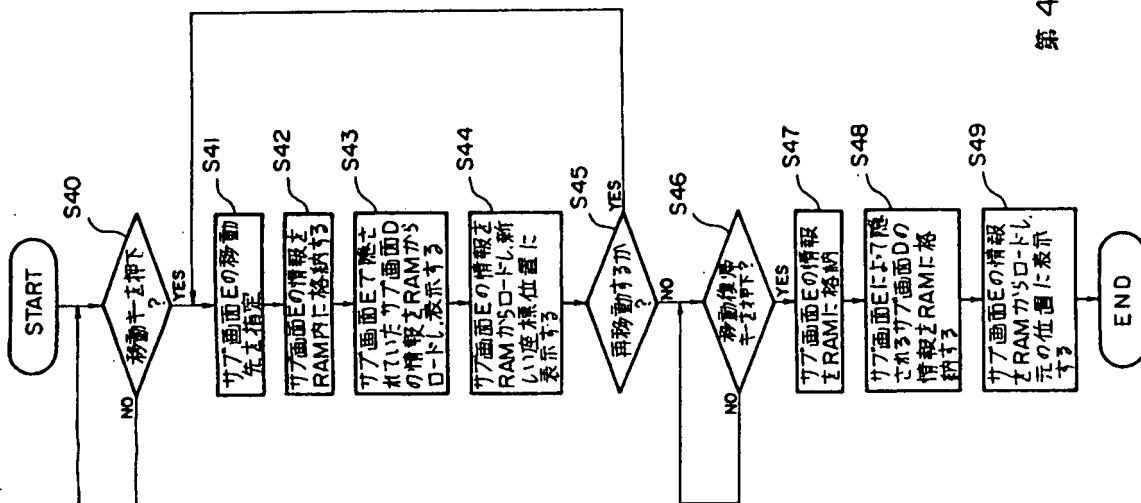 START
S40
移動キーを押下
?
NO
YES
S41
サブ画面Eの移動
先を指定
S42
サブ画面Eの情報を
RAM内に格納する
S43
サブ画面Eで隠さ
れていたサブ画面D
の情報をRAMから
ロードし、表示する
S44
サブ画面Eの情報を
RAMからロードし、新
しい座標位置に
表示する
S45
再移動するか
?
YES
NO
S46
移動復帰
キーを押下?
NO
YES
S47
サブ画面Eの情報
をRAMに格納
S48
サブ画面Eによって隠
されるサブ画面Dの
情報をRAMに格
納する
S49
サブ画面Eの情報
をRAMからロードし、
元の位置に表示
する
END
第4